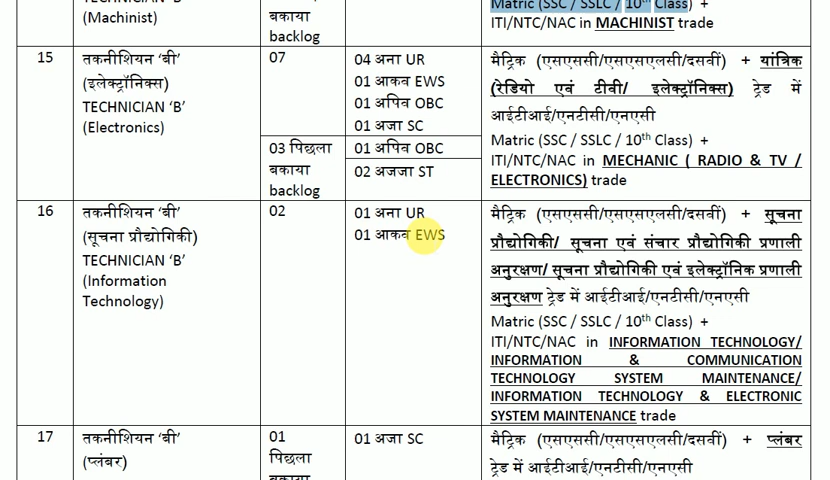 TECHNICIAN 'B'
(Machinist)
बकाया
backlog
Matric (SSC / SSLC / 10th Class) +
ITI/NTC/NAC in MACHINIST trade
15
तकनीशियन 'बी'
(इलेक्ट्रॉनिक्स)
TECHNICIAN 'B'
(Electronics)
07
04 अना UR
01 आकव EWS
01 अपिव OBC
01 अजा SC
03 पिछला
बकाया
backlog
01 अपिव OBC
02 अजजा ST
मैट्रिक (एसएससी/एसएसएलसी/दसवीं) + यांत्रिक
(रेडियो एवं टीवी/ इलेक्ट्रॉनिक्स) ट्रेड में
आईटीआई/एनटीसी/एनएसी
Matric (SSC / SSLC / 10th Class) +
ITI/NTC/NAC in MECHANIC ( RADIO & TV /
ELECTRONICS) trade
16
तकनीशियन 'बी'
(सूचना प्रौद्योगिकी)
TECHNICIAN 'B'
(Information
Technology)
02
01 अना UR
01 आकव EWS
मैट्रिक (एसएससी/एसएसएलसी/दसवीं) + सूचना
प्रौद्योगिकी/ सूचना एवं संचार प्रौद्योगिकी प्रणाली
अनुरक्षण/ सूचना प्रौद्योगिकी एवं इलेक्ट्रॉनिक प्रणाली
अनुरक्षण ट्रेड में आईटीआई/एनटीसी/एनएसी
Matric (SSC / SSLC / 10th Class) +
ITI/NTC/NAC in INFORMATION TECHNOLOGY/
INFORMATION & COMMUNICATION
TECHNOLOGY SYSTEM MAINTENANCE/
INFORMATION TECHNOLOGY & ELECTRONIC
SYSTEM MAINTENANCE trade
17
तकनीशियन 'बी'
(प्लंबर)
01
पिछला
बकाया
01 अजा SC
मैट्रिक (एसएससी/एसएसएलसी/दसवीं) + प्लंबर
ट्रेड में आईटीआई/एनटीसी/एनएसी